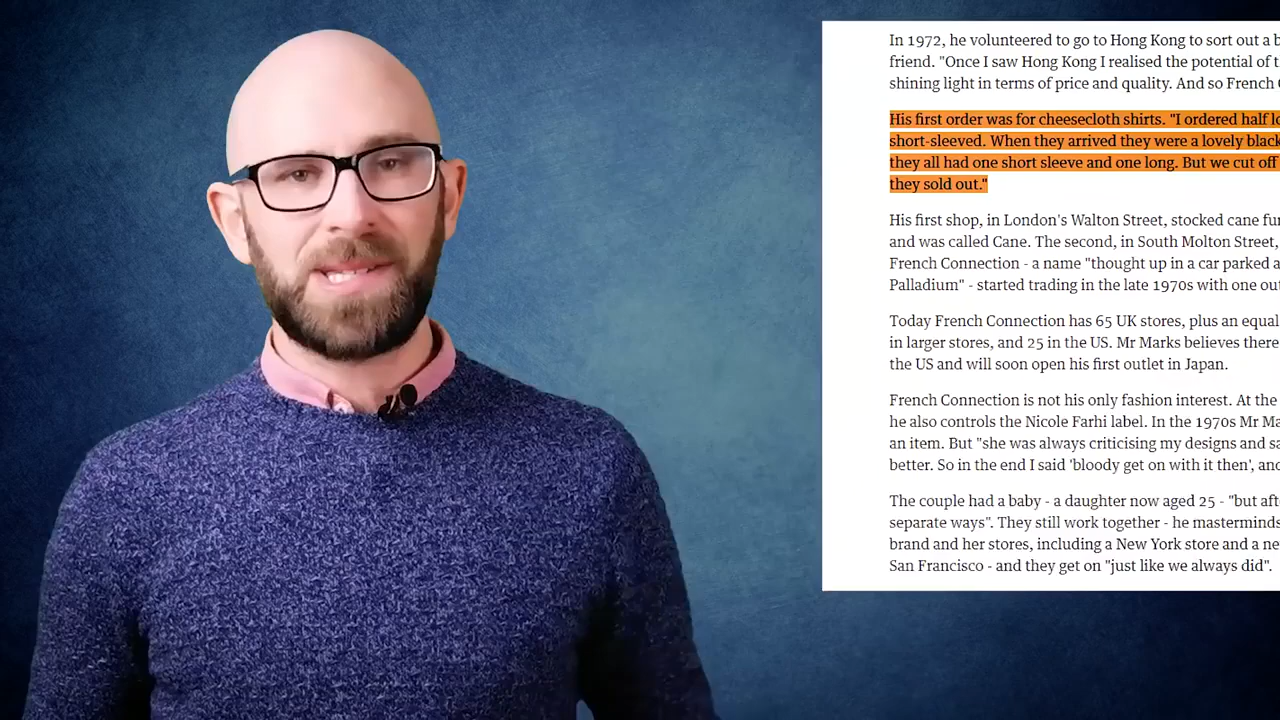 In 1972, he volunteered to go to Hong Kong to sort out a b
friend. "Once I saw Hong Kong I realised the potential of t
shining light in terms of price and quality. And so French
His first order was for cheesecloth shirts. "I ordered half lo
short-sleeved. When they arrived they were a lovely black
they all had one short sleeve and one long. But we cut off
they sold out."
His first shop, in London's Walton Street, stocked cane fu
and was called Cane. The second, in South Molton Street,
French Connection - a name "thought up in a car parked a
Palladium" - started trading in the late 1970s with one ou
Today French Connection has 65 UK stores, plus an equal
in larger stores, and 25 in the US. Mr Marks believes there
the US and will soon open his first outlet in Japan.
French Connection is not his only fashion interest. At the
he also controls the Nicole Farhi label. In the 1970s Mr Ma
an item. But "she was always criticising my designs and sa
better. So in the end I said 'bloody get on with it then', and
The couple had a baby - a daughter now aged 25 - "but aft
separate ways". They still work together - he masterminds
brand and her stores, including a New York store and a ne
San Francisco - and they get on "just like we always did".